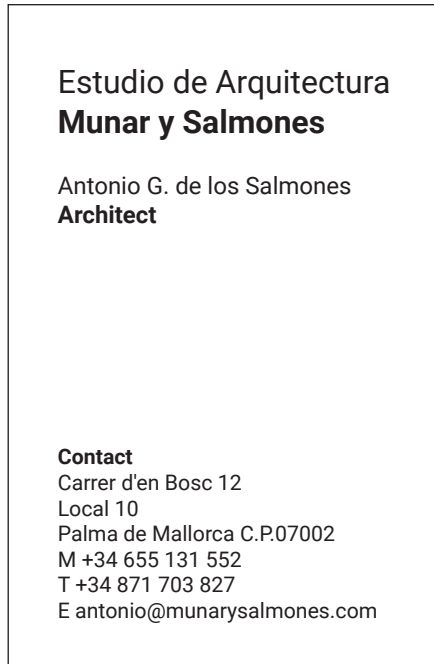 Estudio de Arquitectura
Munar y Salmones
Antonio G. de los Salmones
Architect
Contact
Carrer d'en Bosc 12
Local 10
Palma de Mallorca C.P.07002
M +34 655 131 552
T +34 871 703 827
E antonio@munarysalmones.com